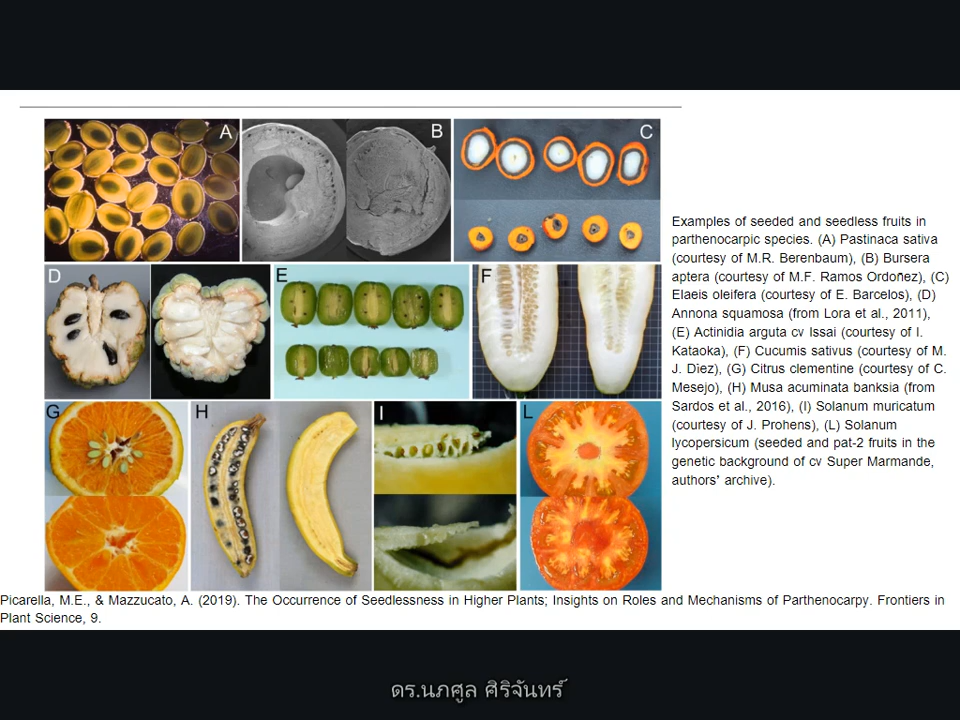 A
B
C
D
E
F
G
H
I
L
Examples of seeded and seedless fruits in
parthenocarpic species. (A) Pastinaca sativa
(courtesy of M.R. Berenbaum), (B) Bursera
aptera (courtesy of M.F. Ramos Ordoñez), (C)
Elaeis oleifera (courtesy of E. Barcelos), (D)
Annona squamosa (from Lora et al., 2011),
(E) Actinidia arguta cv Issai (courtesy of I.
Kataoka), (F) Cucumis sativus (courtesy of M.
J. Dìez), (G) Citrus clementine (courtesy of C.
Mesejo), (H) Musa acuminata banksia (from
Sardos et al., 2016), (I) Solanum muricatum
(courtesy of J. Prohens), (L) Solanum
lycopersicum (seeded and pat-2 fruits in the
genetic background of cv Super Marmande,
authors’ archive).
Picarella, M.E., & Mazzucato, A. (2019). The Occurrence of Seedlessness in Higher Plants; Insights on Roles and Mechanisms of Parthenocarpy. Frontiers in
Plant Science, 9.
ดร.นภศูล ศิริจันทร์